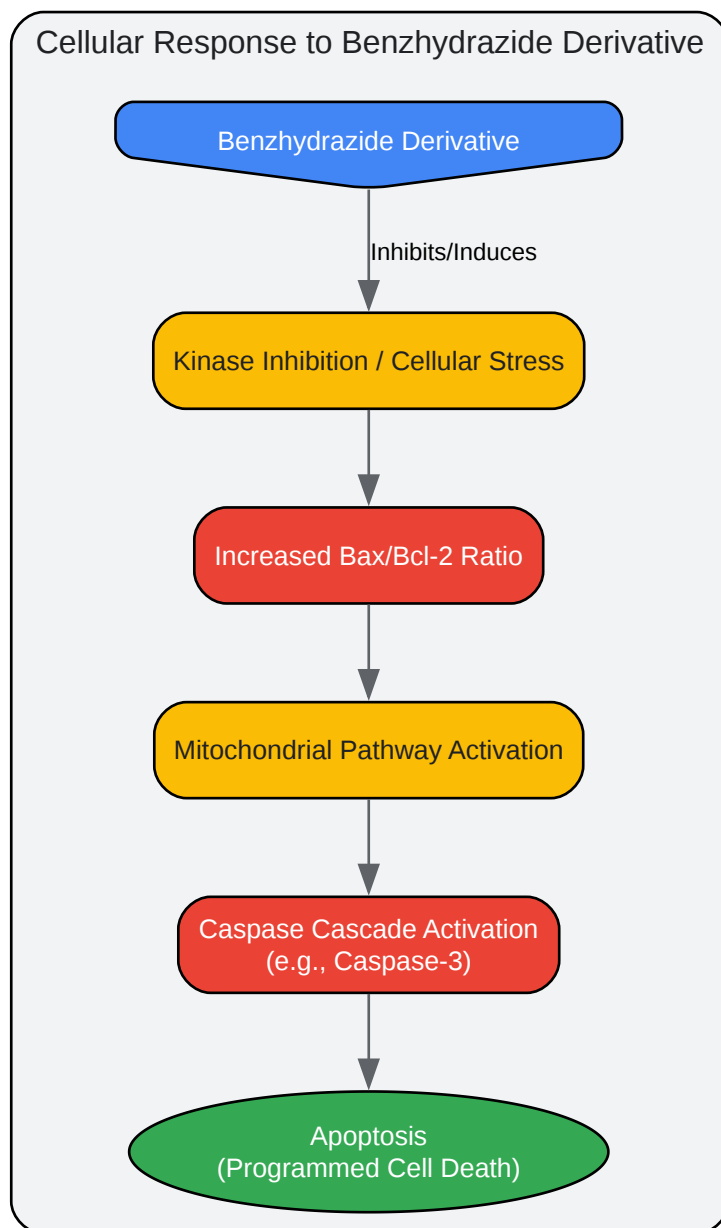 Cellular Response to Benzhydrazide Derivative
Benzhydrazide Derivative
Inhibits/Induces
Kinase Inhibition / Cellular Stress
Increased Bax/Bcl-2 Ratio
Mitochondrial Pathway Activation
Caspase Cascade Activation
(e.g., Caspase-3)
Apoptosis
(Programmed Cell Death)